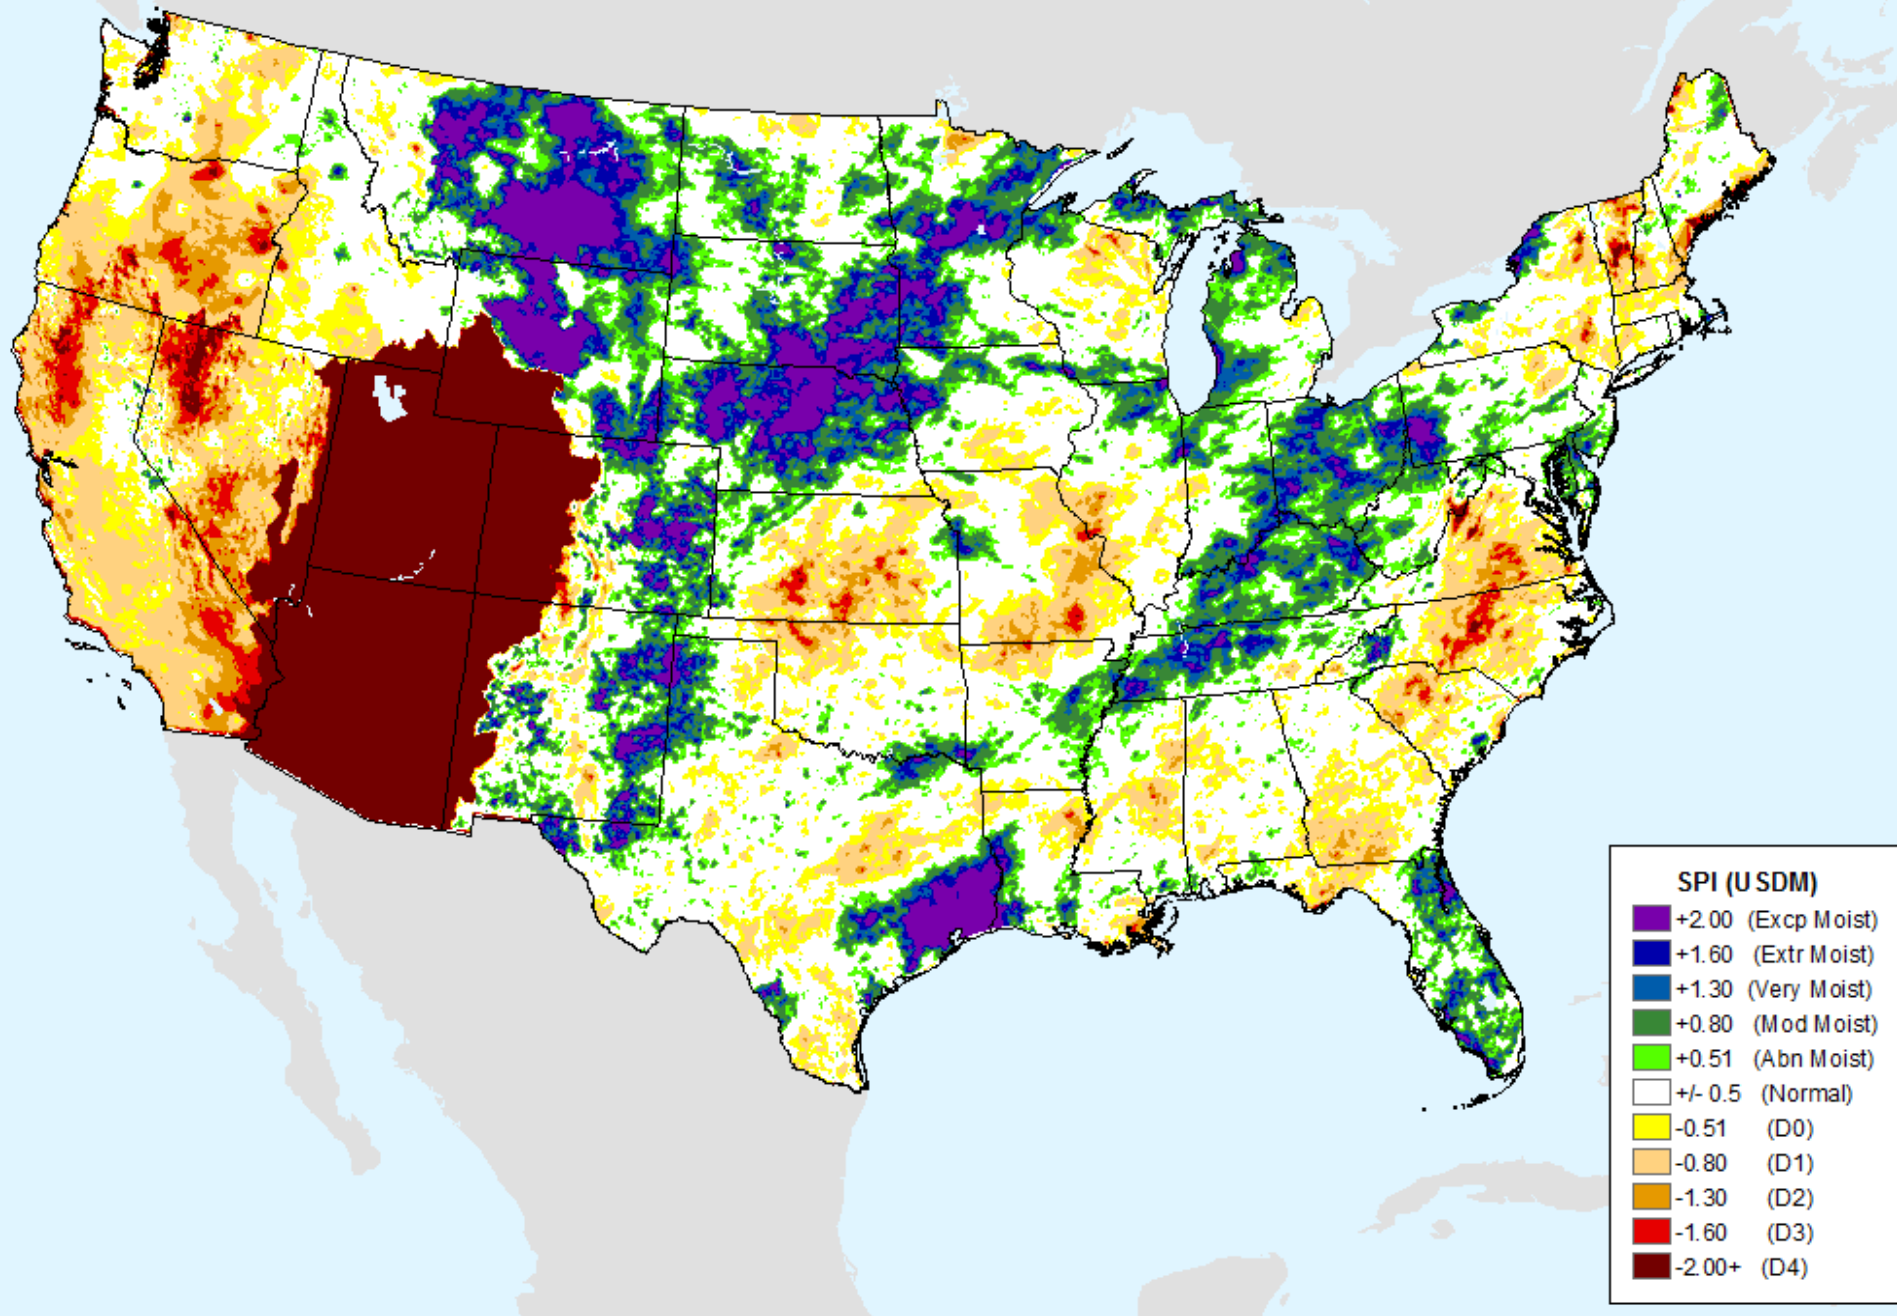 SPI (USDM)
+2.00 (Excp Moist)
+1.60 (Extr Moist)
+1.30 (Very Moist)
+0.80 (Mod Moist)
+0.51 (Abn Moist)
+/- 0.5 (Normal)
-0.51 (D0)
-0.80 (D1)
-1.30 (D2)
-1.60 (D3)
-2.00+ (D4)